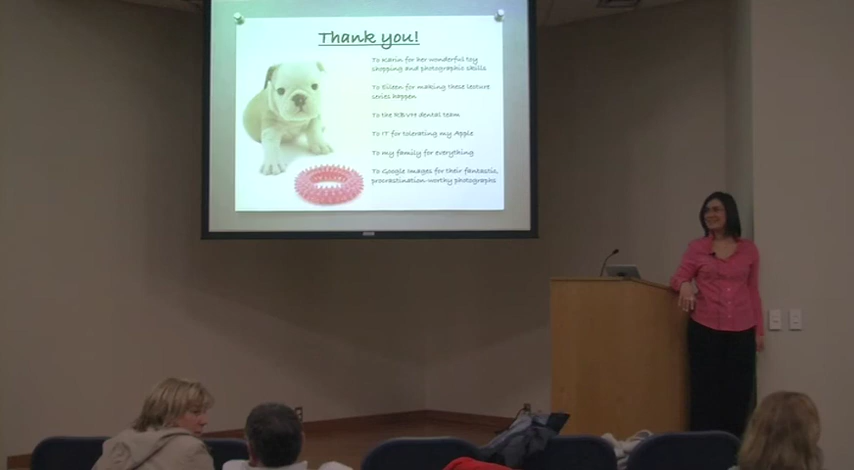 Thank you!
To Karin for her wonderful toy
shopping and photographic skills
To Eileen for making these lecture
series happen
To the KBVH dental team
To IT for tolerating my Apple
To my family for everything
To Google Images for their fantastic,
procrastination-worthy photographs